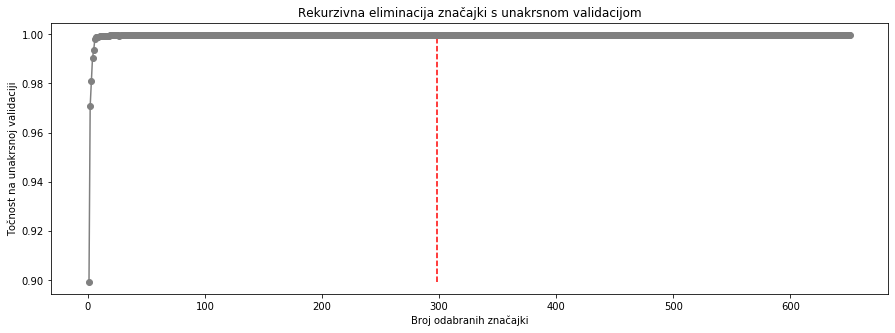 Rekurzivna eliminacija značajki s unakrsnom validacijom
Točnost na unakrsnoj validaciji
1.00
0.98
0.96
0.94
0.92
0.90
0 100 200 300 400 500 600
Broj odabranih značajki